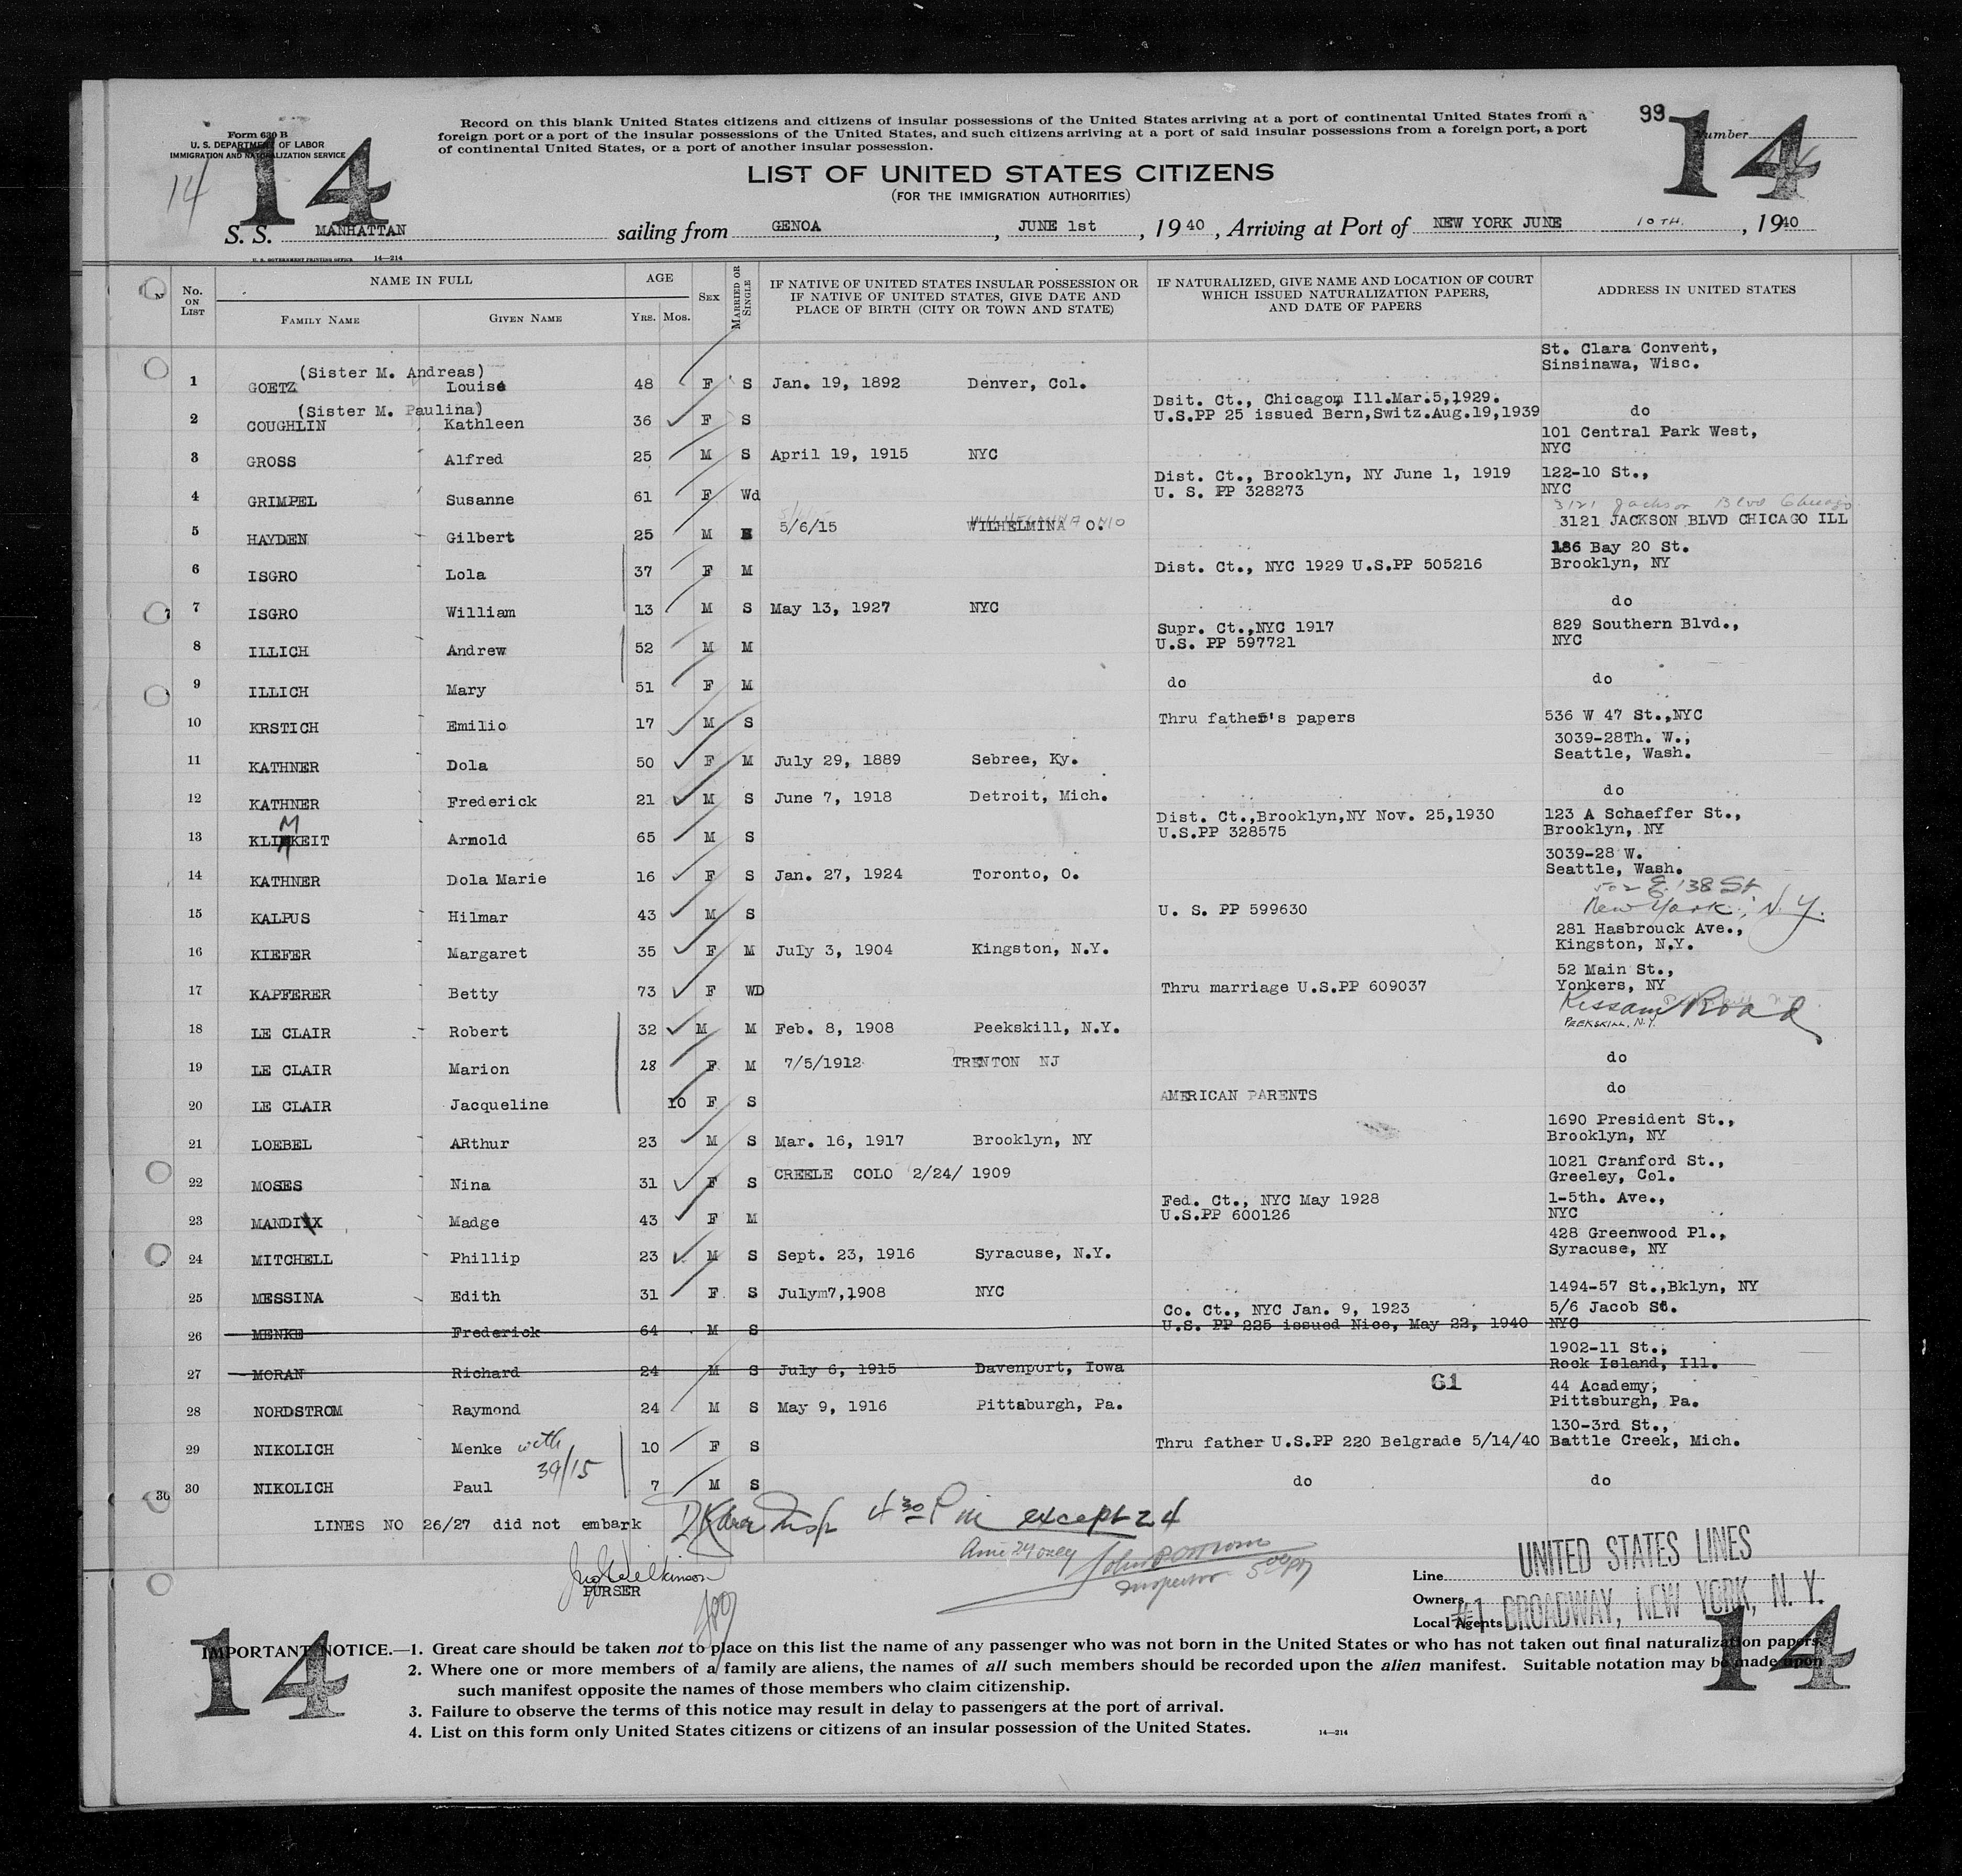 Form 630 B
U. S. DEPARTMENT OF LABOR
IMMIGRATION AND NATURALIZATION SERVICE
14
14
Record on this blank United States citizens and citizens of insular possessions of the United States arriving at a port of continental United States from a
foreign port or a port of the insular possessions of the United States, and such citizens arriving at a port of said insular possessions from a foreign port, a port
of continental United States, or a port of another insular possession.
99
Number
14
LIST OF UNITED STATES CITIZENS
(FOR THE IMMIGRATION AUTHORITIES)
S. S. MANHATTAN sailing from GENOA, JUNE 1st, 1940, Arriving at Port of NEW YORK JUNE 10TH., 1940
U. S. GOVERNMENT PRINTING OFFICE 14—214
No. ON LIST NAME IN FULL AGE SEX MARRIED OR SINGLE IF NATIVE OF UNITED STATES INSULAR POSSESSION OR IF NATIVE OF UNITED STATES, GIVE DATE AND PLACE OF BIRTH (CITY OR TOWN AND STATE) IF NATURALIZED, GIVE NAME AND LOCATION OF COURT WHICH ISSUED NATURALIZATION PAPERS, AND DATE OF PAPERS ADDRESS IN UNITED STATES
FAMILY NAME GIVEN NAME YRS. MOS.
St. Clara Convent,
(Sister M. Andreas) Sinsinawa, Wisc.
1 GOETZ Louise 48 F S Jan. 19, 1892 Denver, Col.
Dsit. Ct., Chicagom Ill.Mar.5,1929.
(Sister M. Paulina) U.S.PP 25 issued Bern,Switz.Aug.19,1939 do
2 COUGHLIN Kathleen 36 F S
101 Central Park West,
NYC
3 GROSS Alfred 25 M S April 19, 1915 NYC
Dist. Ct., Brooklyn, NY June 1, 1919 122-10 St.,
4 GRIMPEL Susanne 61 F Wd U. S. PP 328273 NYC
3121 Jackson Blvd Chicago
5/6/15 WILHELMINA O. 3121 JACKSON BLVD CHICAGO ILL
5 HAYDEN Gilbert 25 M
186 Bay 20 St.
Dist. Ct., NYC 1929 U.S.PP 505216 Brooklyn, NY
6 ISGRO Lola 37 F M
7 ISGRO William 13 M S May 13, 1927 NYC do
Supr. Ct.,NYC 1917 829 Southern Blvd.,
U.S. PP 597721 NYC
8 ILLICH Andrew 52 M M
9 ILLICH Mary 51 F M do do
10 KRSTICH Emilio 17 M S Thru father's papers 536 W 47 St.,NYC
3039-28Th. W.,
Seattle, Wash.
11 KATHNER Dola 50 F M July 29, 1889 Sebree, Ky.
12 KATHNER Frederick 21 M S June 7, 1918 Detroit, Mich. do
Dist. Ct.,Brooklyn,NY Nov. 25,1930 123 A Schaeffer St.,
U.S.PP 328575 Brooklyn, NY
13 KLIMKEIT Arnold 65 M S
3039-28 W.
Seattle, Wash.
14 KATHNER Dola Marie 16 F S Jan. 27, 1924 Toronto, O.
502 E. 138 St
New York, N.Y.
15 KALPUS Hilmar 43 M S U. S. PP 599630
281 Hasbrouck Ave.,
Kingston, N.Y.
16 KIEFER Margaret 35 F M July 3, 1904 Kingston, N.Y.
52 Main St.,
Yonkers, NY
17 KAPFERER Betty 73 F WD Thru marriage U.S.PP 609037
Kissam Road
PEEKSKILL, N.Y.
18 LE CLAIR Robert 32 M M Feb. 8, 1908 Peekskill, N.Y.
19 LE CLAIR Marion 28 F M 7/5/1912 TRENTON NJ do
20 LE CLAIR Jacqueline 10 F S AMERICAN PARENTS do
1690 President St.,
Brooklyn, NY
21 LOEBEL ARthur 23 M S Mar. 16, 1917 Brooklyn, NY
1021 Cranford St.,
Greeley, Col.
22 MOSES Nina 31 F S CREELE COLO 2/24/ 1909
Fed. Ct., NYC May 1928 1-5th. Ave.,
U.S.PP 600126 NYC
23 MANDIX Madge 43 F M
428 Greenwood Pl.,
Syracuse, NY
24 MITCHELL Phillip 23 M S Sept. 23, 1916 Syracuse, N.Y.
25 MESSINA Edith 31 F S Julym7,1908 NYC 1494-57 St.,Bklyn, NY
Co. Ct., NYC Jan. 9, 1923 5/6 Jacob St.
26 MENKE Frederick 64 M S U.S. PP 225 issued Nice, May 22, 1940 NYC
1902-11 St.,
27 MORAN Richard 24 M S July 6, 1915 Davenport, Iowa Rock Island, Ill.
61
44 Academy,
Pittsburgh, Pa.
28 NORDSTROM Raymond 24 M S May 9, 1916 Pittaburgh, Pa.
130-3rd St.,
29 NIKOLICH Menke with 10 F S Thru father U.S.PP 220 Belgrade 5/14/40 Battle Creek, Mich.
39/15
30 30 NIKOLICH Paul 7 M S do do
LINES NO 26/27 did not embark 4 30 Pm except 24
24 only
Inspector
PURSER
Line UNITED STATES LINES
Owners
Local Agents #1 BROADWAY, NEW YORK, N. Y.
14
14
IMPORTANT NOTICE.—1. Great care should be taken not to place on this list the name of any passenger who was not born in the United States or who has not taken out final naturalization papers.
2. Where one or more members of a family are aliens, the names of all such members should be recorded upon the alien manifest. Suitable notation may be made upon
such manifest opposite the names of those members who claim citizenship.
3. Failure to observe the terms of this notice may result in delay to passengers at the port of arrival.
4. List on this form only United States citizens or citizens of an insular possession of the United States.
14—214